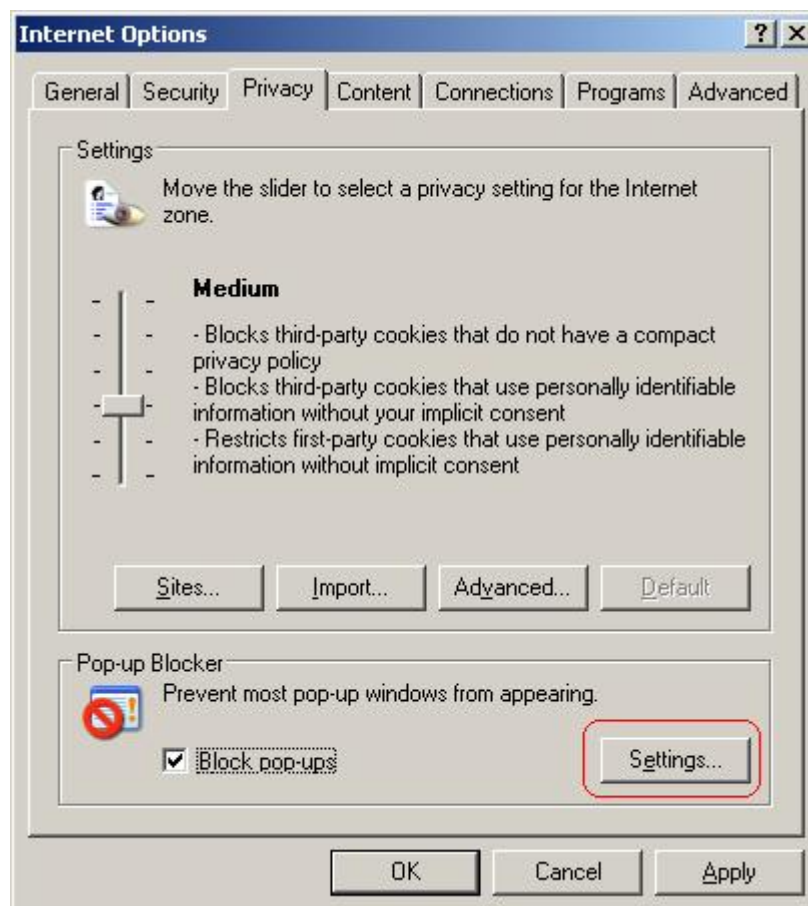 Internet Options
General Security Privacy Content Connections Programs Advanced
Settings
Move the slider to select a privacy setting for the Internet
zone.
Medium
- Blocks third-party cookies that do not have a compact
privacy policy
- Blocks third-party cookies that use personally identifiable
information without your implicit consent
- Restricts first-party cookies that use personally identifiable
information without implicit consent
Sites... Import... Advanced... Default
Pop-up Blocker
Prevent most pop-up windows from appearing.
Block pop-ups Settings...
OK Cancel Apply